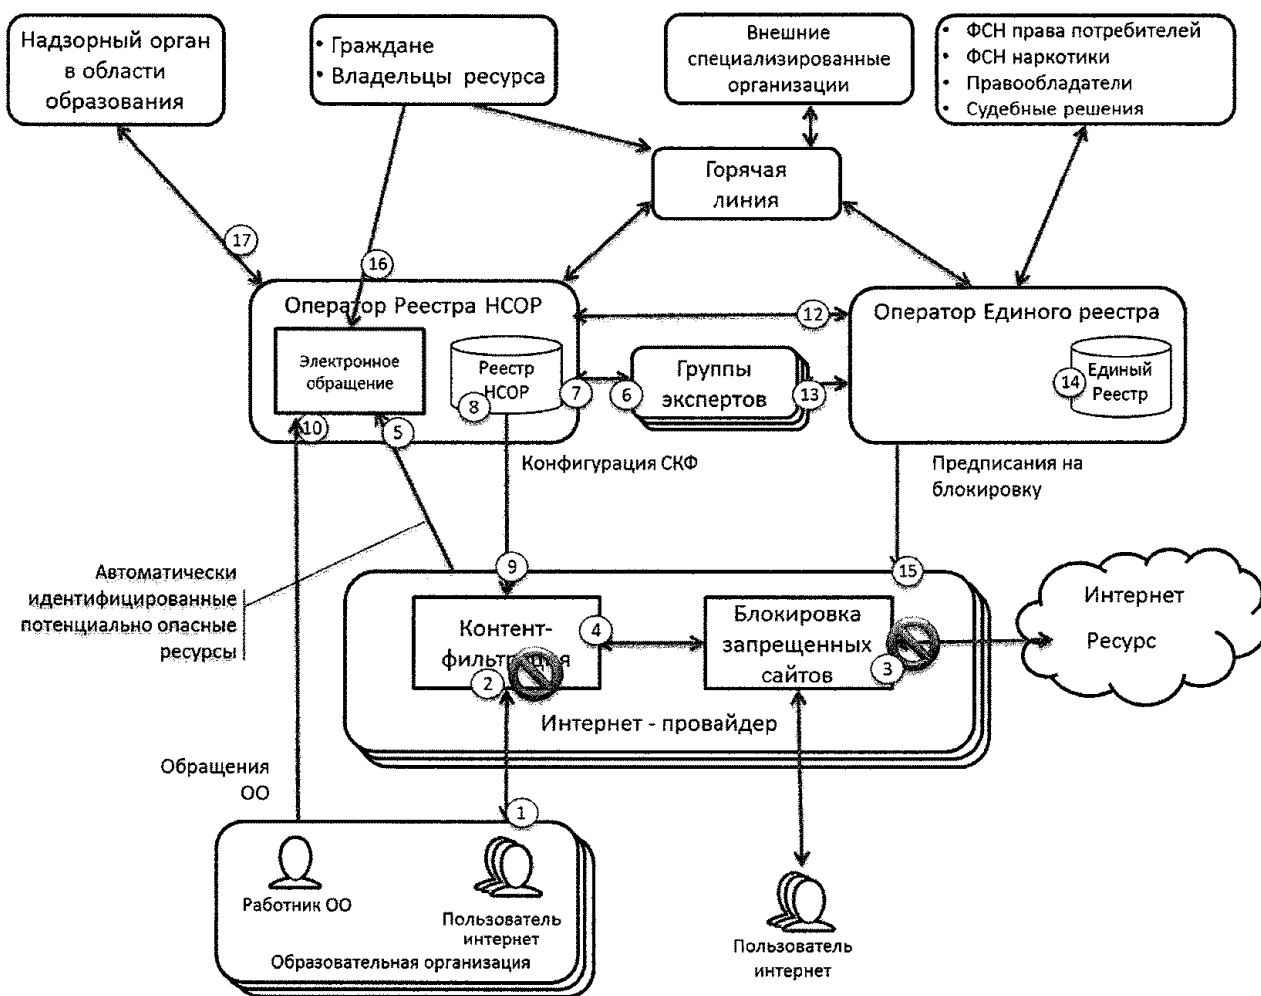 Надзорный орган
в области
образования
• Граждане
• Владельцы ресурса
Внешние
специализированные
организации
• ФСН права потребителей
• ФСН наркотики
• Правообладатели
• Судебные решения
Горячая
линия
17
16
Оператор Реестра НСОР
Электронное
обращение
Реестр
НСОР
8
7
6
10
5
Группы
экспертов
12
13
Оператор Единого реестра
14
Единый
Реестр
Конфигурация СКФ
Предписания на
блокировку
Автоматически
идентифицированные
потенциально опасные
ресурсы
9
15
Контент-
фильтрация
4
2
Блокировка
запрещенных
сайтов
3
Интернет
Ресурс
Интернет - провайдер
Обращения
ОО
1
Работник ОО
Пользователь
интернет
Образовательная организация
Пользователь
интернет